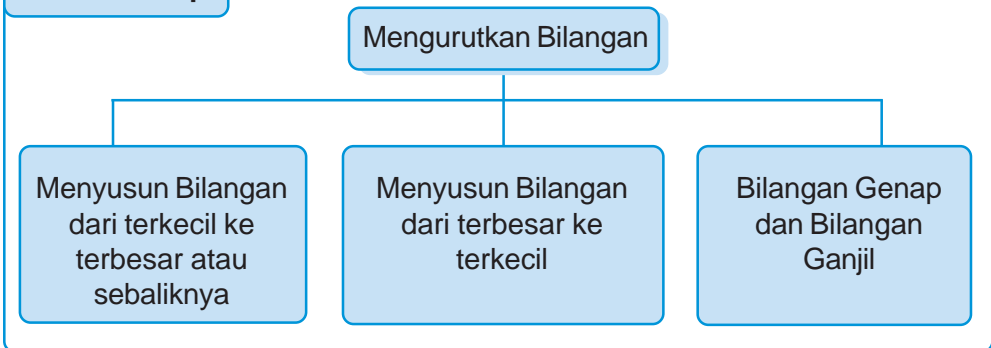 Mengurutkan Bilangan
Menyusun Bilangan
dari terkecil ke
terbesar atau
sebaliknya
Menyusun Bilangan
dari terbesar ke
terkecil
Bilangan Genap
dan Bilangan
Ganjil